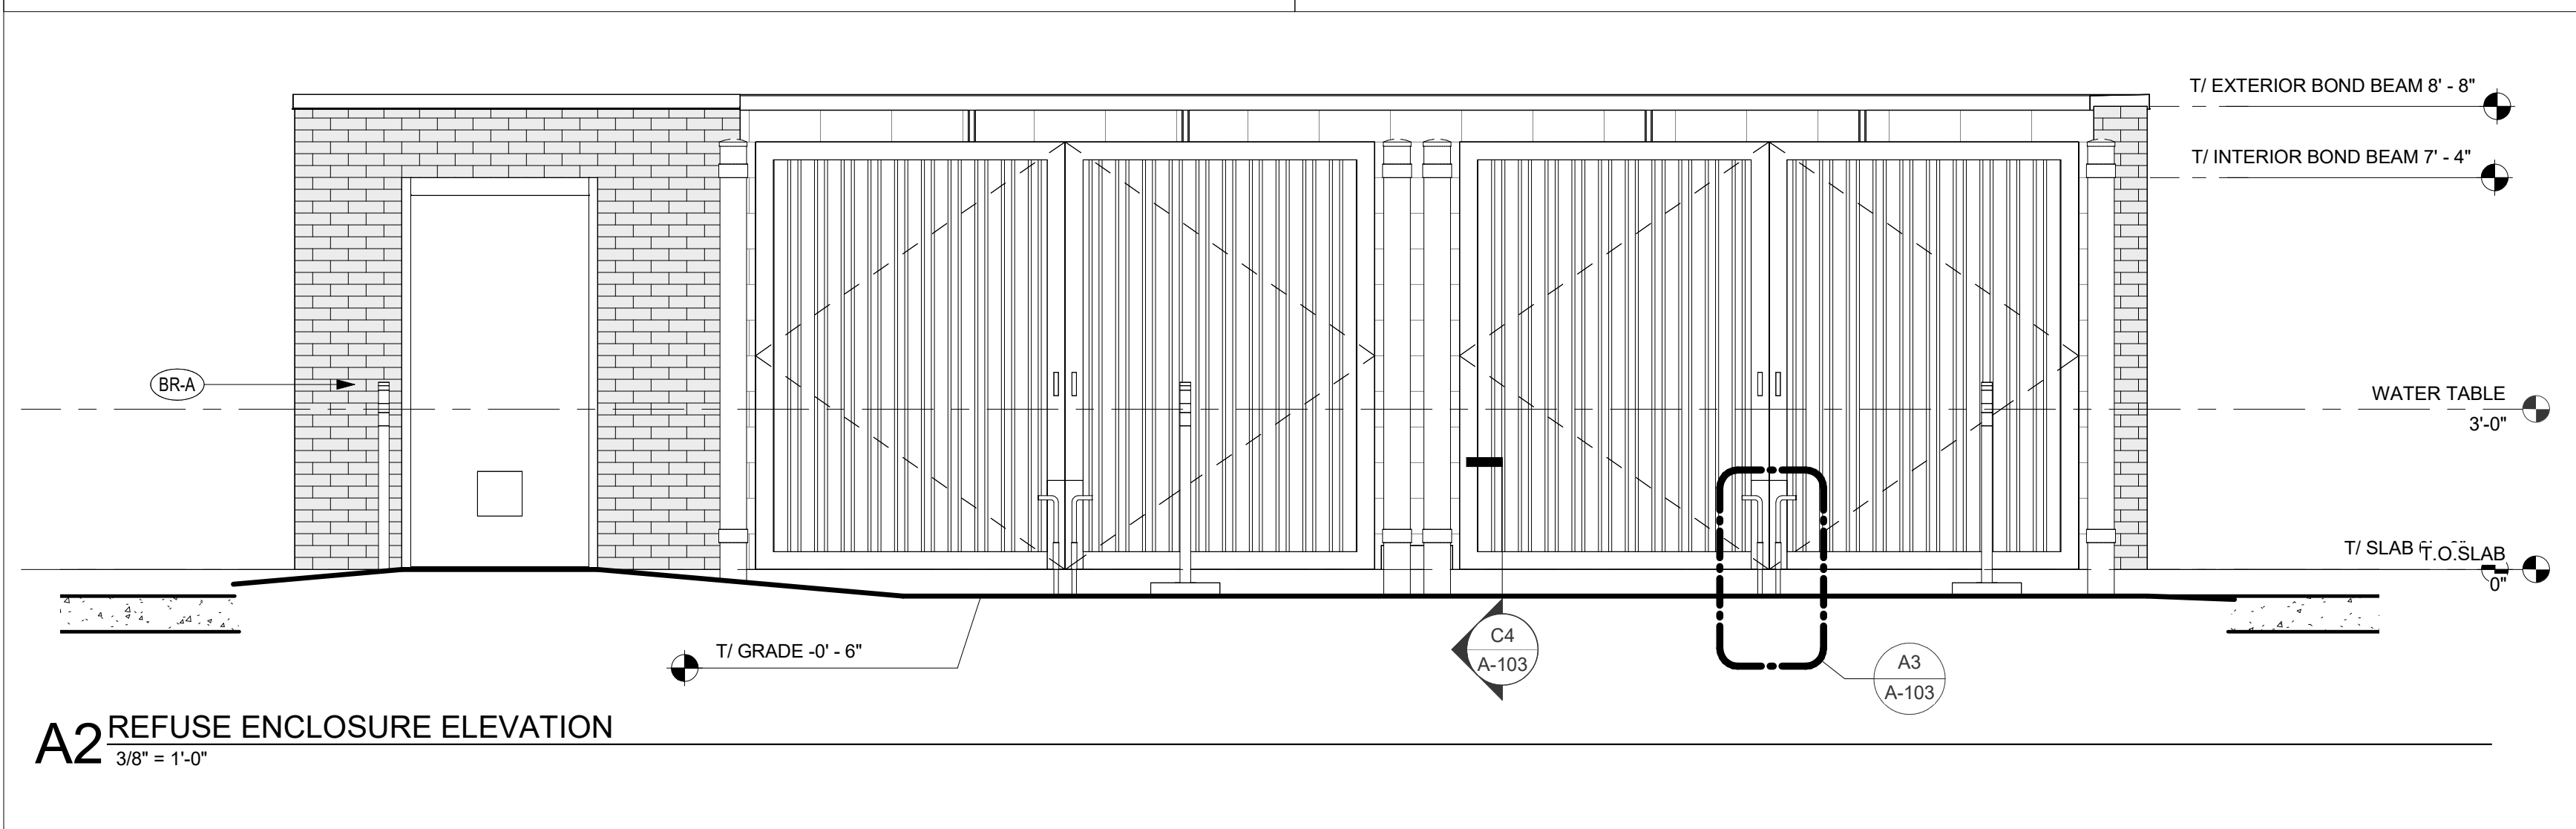 T/ EXTERIOR BOND BEAM 8' - 8"
T/ INTERIOR BOND BEAM 7' - 4"
BR-A
WATER TABLE
3'-0"
T/ SLAB
T.O.SLAB
0"
T/ GRADE -0' - 6"
C4
A-103
A3
A-103
A2 REFUSE ENCLOSURE ELEVATION
3/8" = 1'-0"